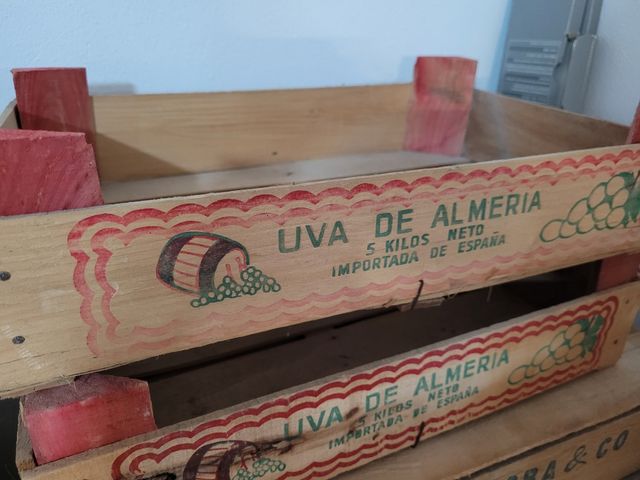 UVA DE ALMERIA
5 KILOS NETO
IMPORTADA DE ESPAÑA
UVA DE ALMERIA
5 KILOS NETO
IMPORTADA DE ESPAÑA
& CO